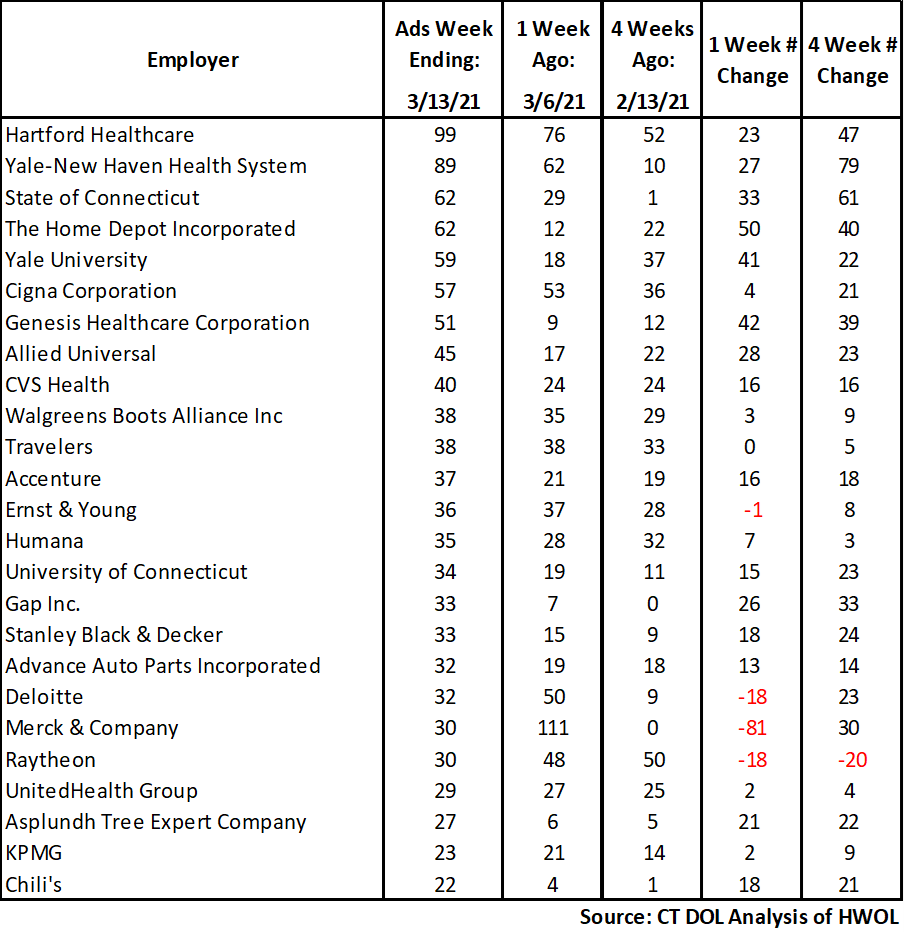 Employer Ads Week Ending: 3/13/21 1 Week Ago: 3/6/21 4 Weeks Ago: 2/13/21 1 Week # Change 4 Week # Change
Hartford Healthcare 99 76 52 23 47
Yale-New Haven Health System 89 62 10 27 79
State of Connecticut 62 29 1 33 61
The Home Depot Incorporated 62 12 22 50 40
Yale University 59 18 37 41 22
Cigna Corporation 57 53 36 4 21
Genesis Healthcare Corporation 51 9 12 42 39
Allied Universal 45 17 22 28 23
CVS Health 40 24 24 16 16
Walgreens Boots Alliance Inc 38 35 29 3 9
Travelers 38 38 33 0 5
Accenture 37 21 19 16 18
Ernst & Young 36 37 28 -1 8
Humana 35 28 32 7 3
University of Connecticut 34 19 11 15 23
Gap Inc. 33 7 0 26 33
Stanley Black & Decker 33 15 9 18 24
Advance Auto Parts Incorporated 32 19 18 13 14
Deloitte 32 50 9 -18 23
Merck & Company 30 111 0 -81 30
Raytheon 30 48 50 -18 -20
UnitedHealth Group 29 27 25 2 4
Asplundh Tree Expert Company 27 6 5 21 22
KPMG 23 21 14 2 9
Chili's 22 4 1 18 21
Source: CT DOL Analysis of HWOL